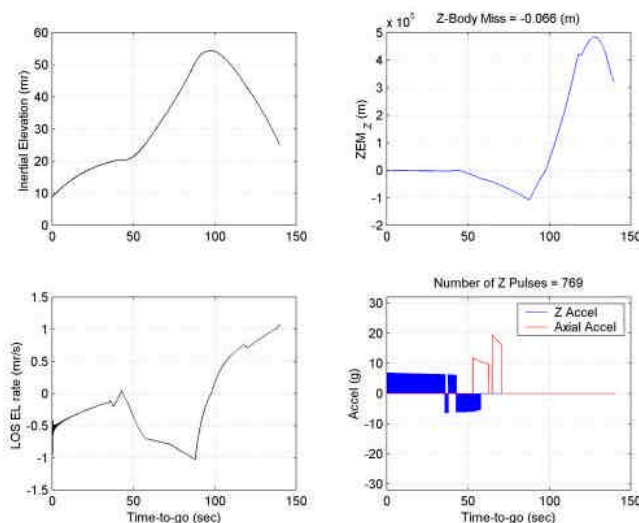 60
50
40
30
20
10
0
Inertial Elevation (mr)
0 50 100 150
Z-Body Miss = -0.066 (m)
x 10⁵
5
4
3
2
1
0
-1
-2
ZEM Z (m)
0 50 100 150
1.5
1
0.5
0
-0.5
-1
-1.5
LOS EL rate (mr/s)
0 50 100 150
Time-to-go (sec)
Number of Z Pulses = 769
Z Accel
Axial Accel
30
20
10
0
-10
-20
-30
Accel (g)
0 50 100 150
Time-to-go (sec)